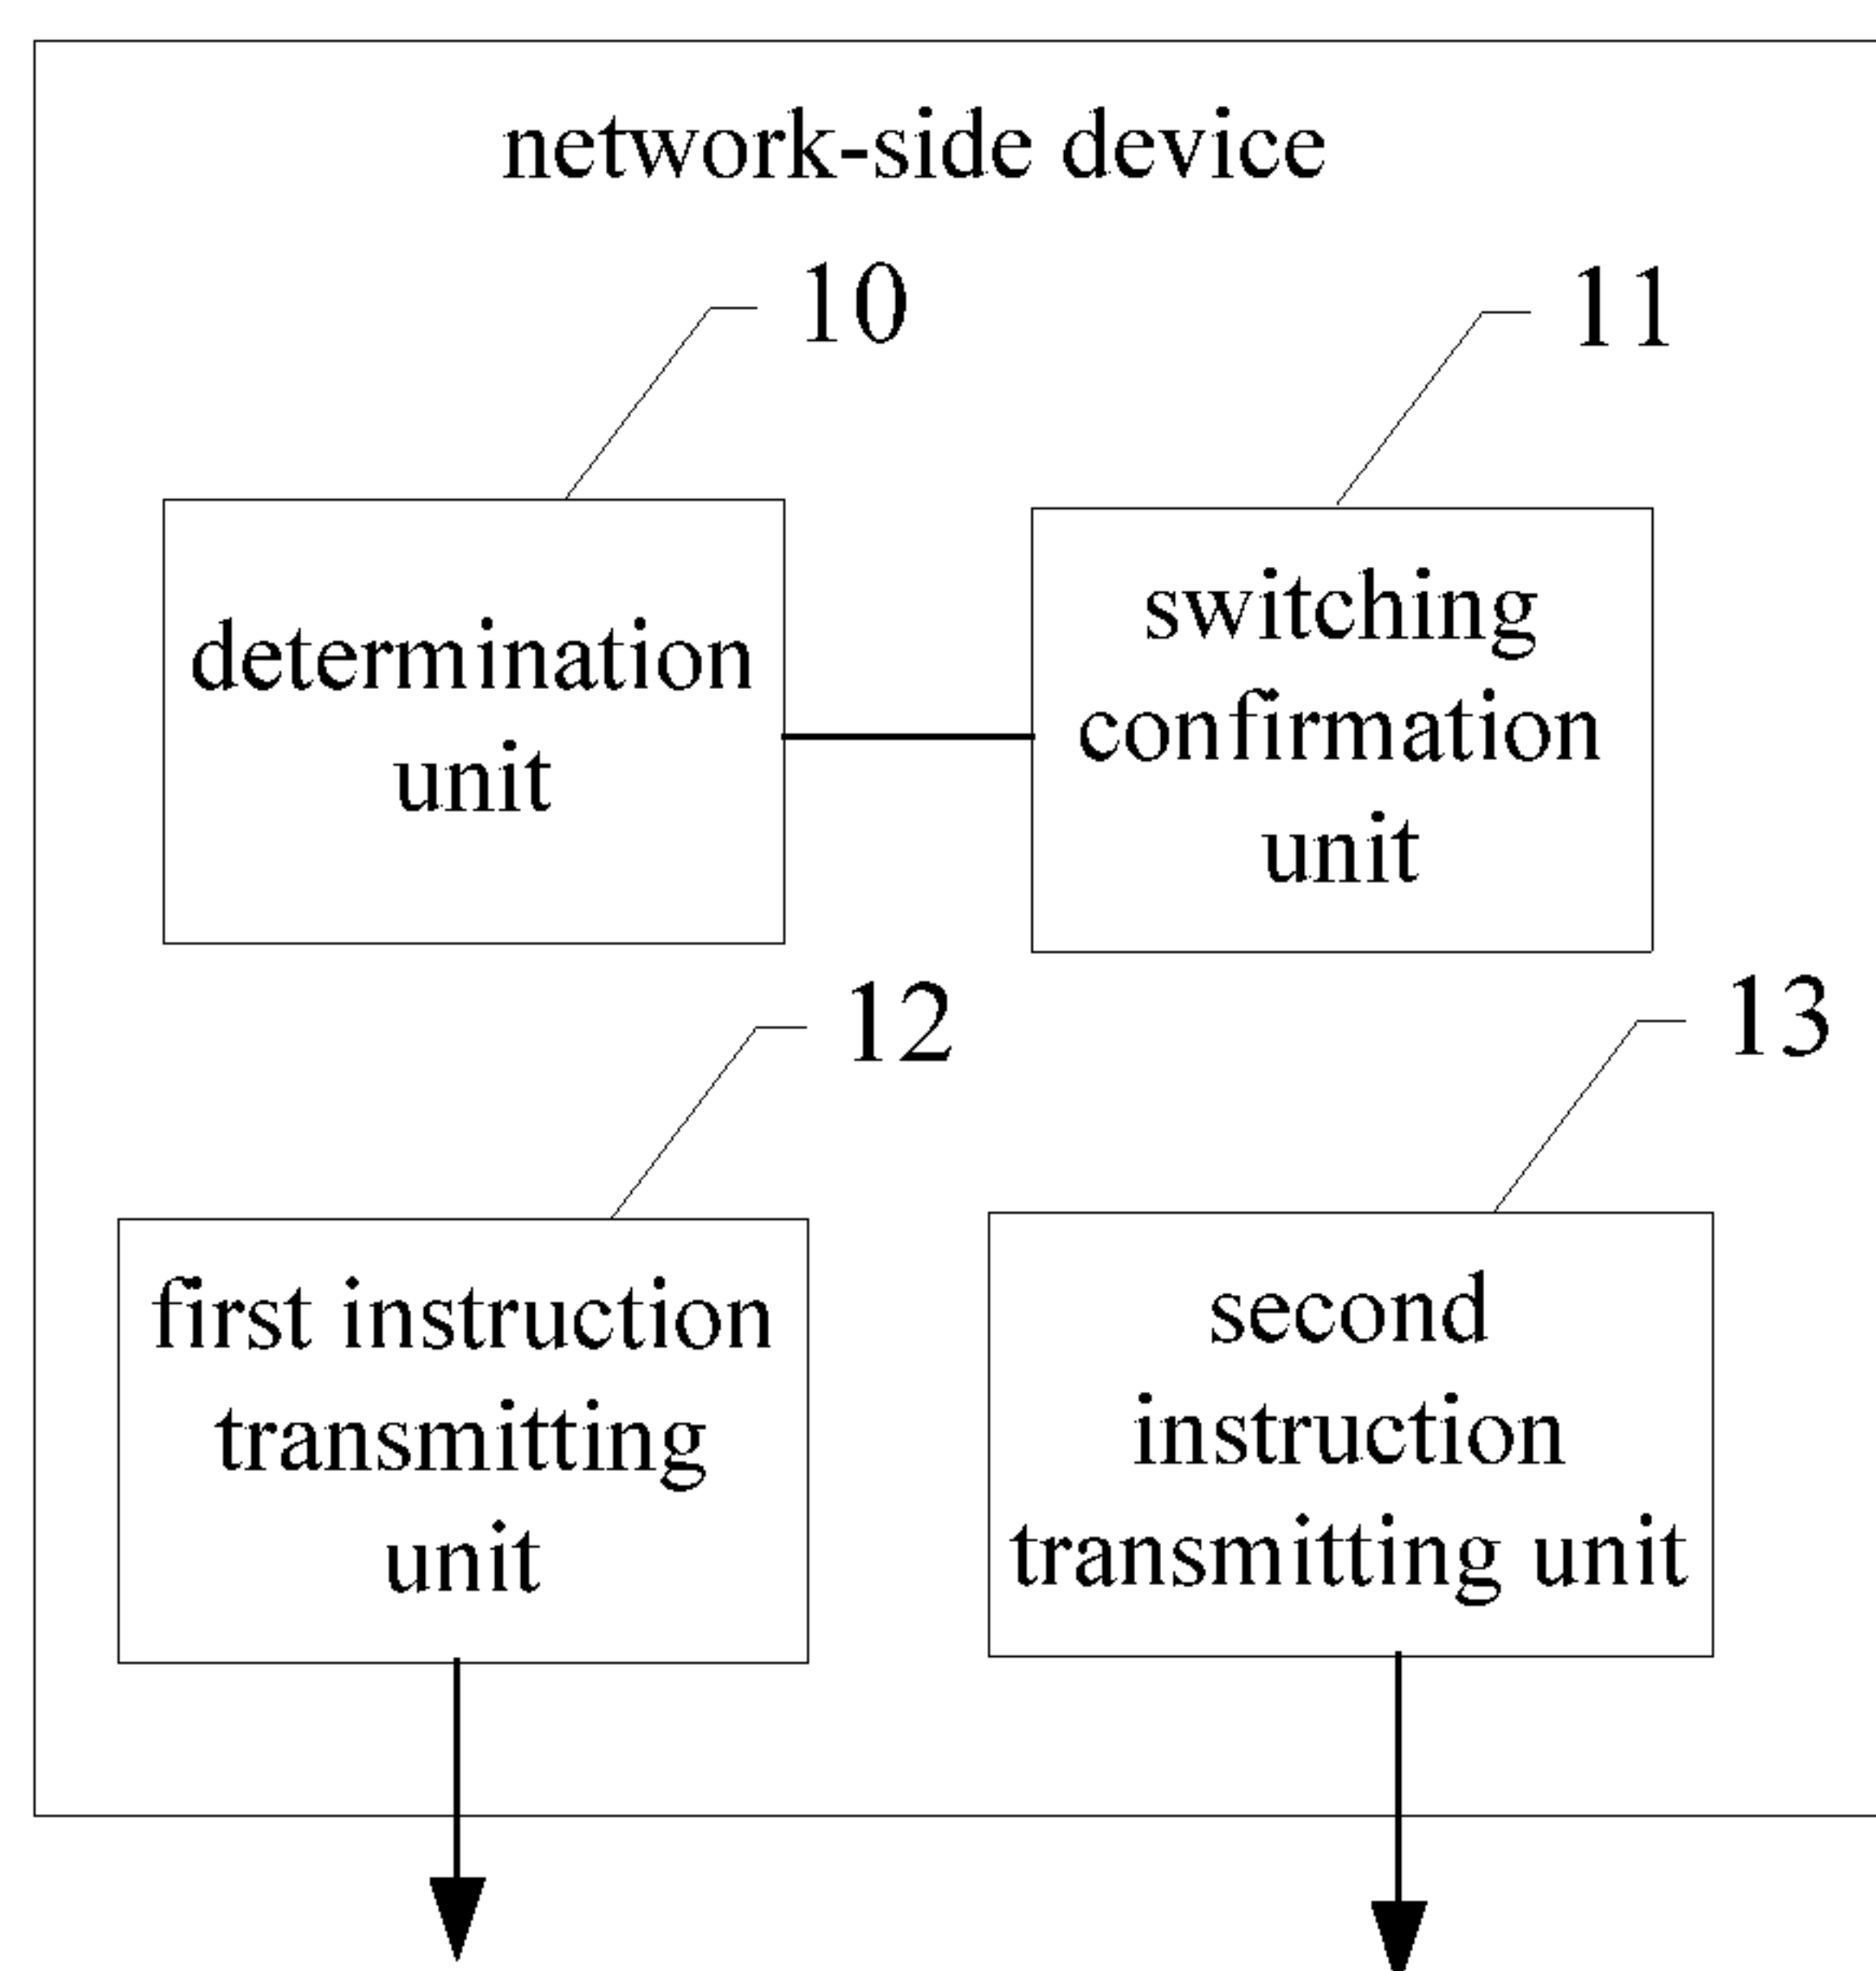 network-side device
10
11
determination
unit
switching
confirmation
unit
12
13
first instruction
transmitting
unit
second
instruction
transmitting unit